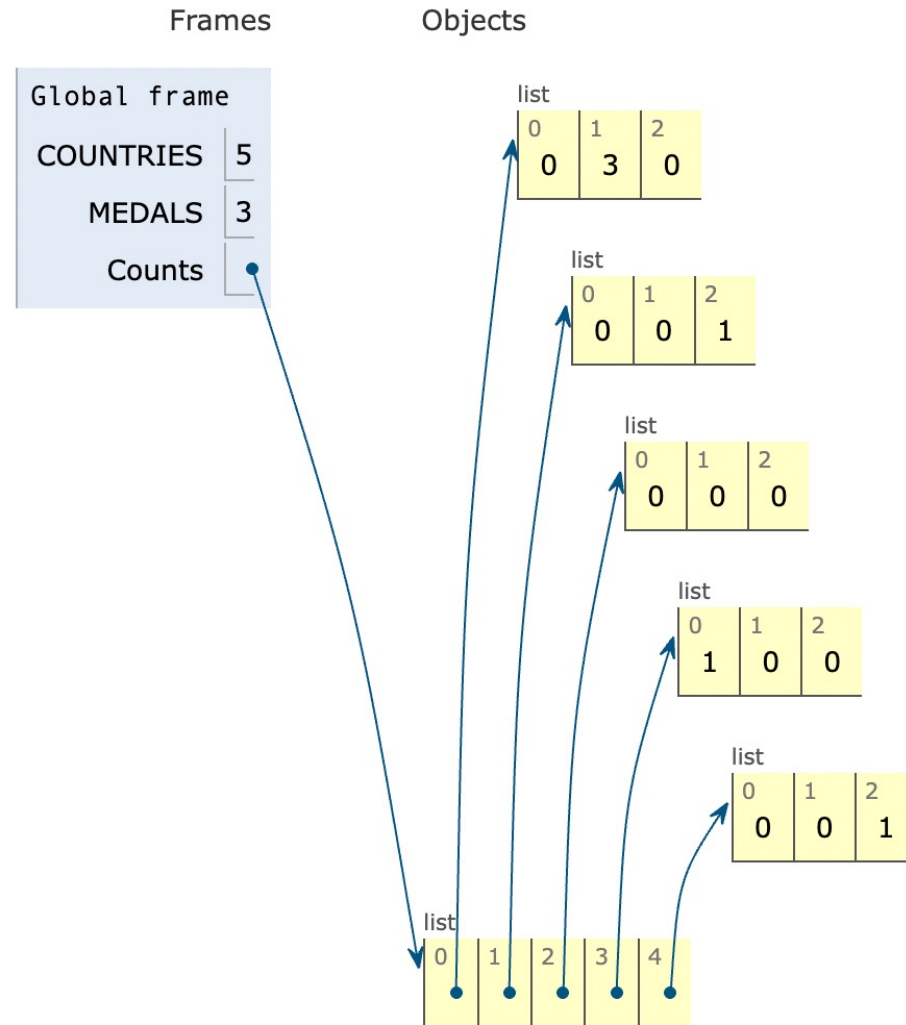 Frames Objects
Global frame
COUNTRIES 5
MEDALS 3
Counts
list
0 1 2
0 3 0
list
0 1 2
0 0 1
list
0 1 2
0 0 0
list
0 1 2
1 0 0
list
0 1 2
0 0 1
list
0 1 2 3 4